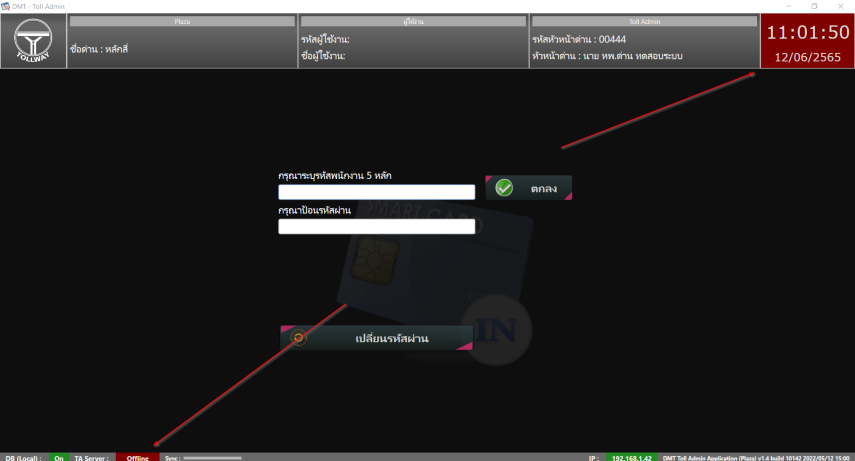 DMT - Toll Admin
TOLLWAY
Plaza
ชื่อด่าน : หลักสี่
ผู้ใช้งาน
รหัสผู้ใช้งาน:
ชื่อผู้ใช้งาน:
Toll Admin
รหัสหัวหน้าด่าน : 00444
หัวหน้าด่าน : นาย หพ.ด่าน ทดสอบระบบ
11:01:50
12/06/2565
กรุณาระบุรหัสพนักงาน 5 หลัก
ตกลง
กรุณาป้อนรหัสผ่าน
SMART CARD
IN
เปลี่ยนรหัสผ่าน
DB (Local) : On TA Server : Offline Sync : IP : 192.168.1.42 DMT Toll Admin Application (Plaza) v1.4 build 10142 2022/05/12 15:00